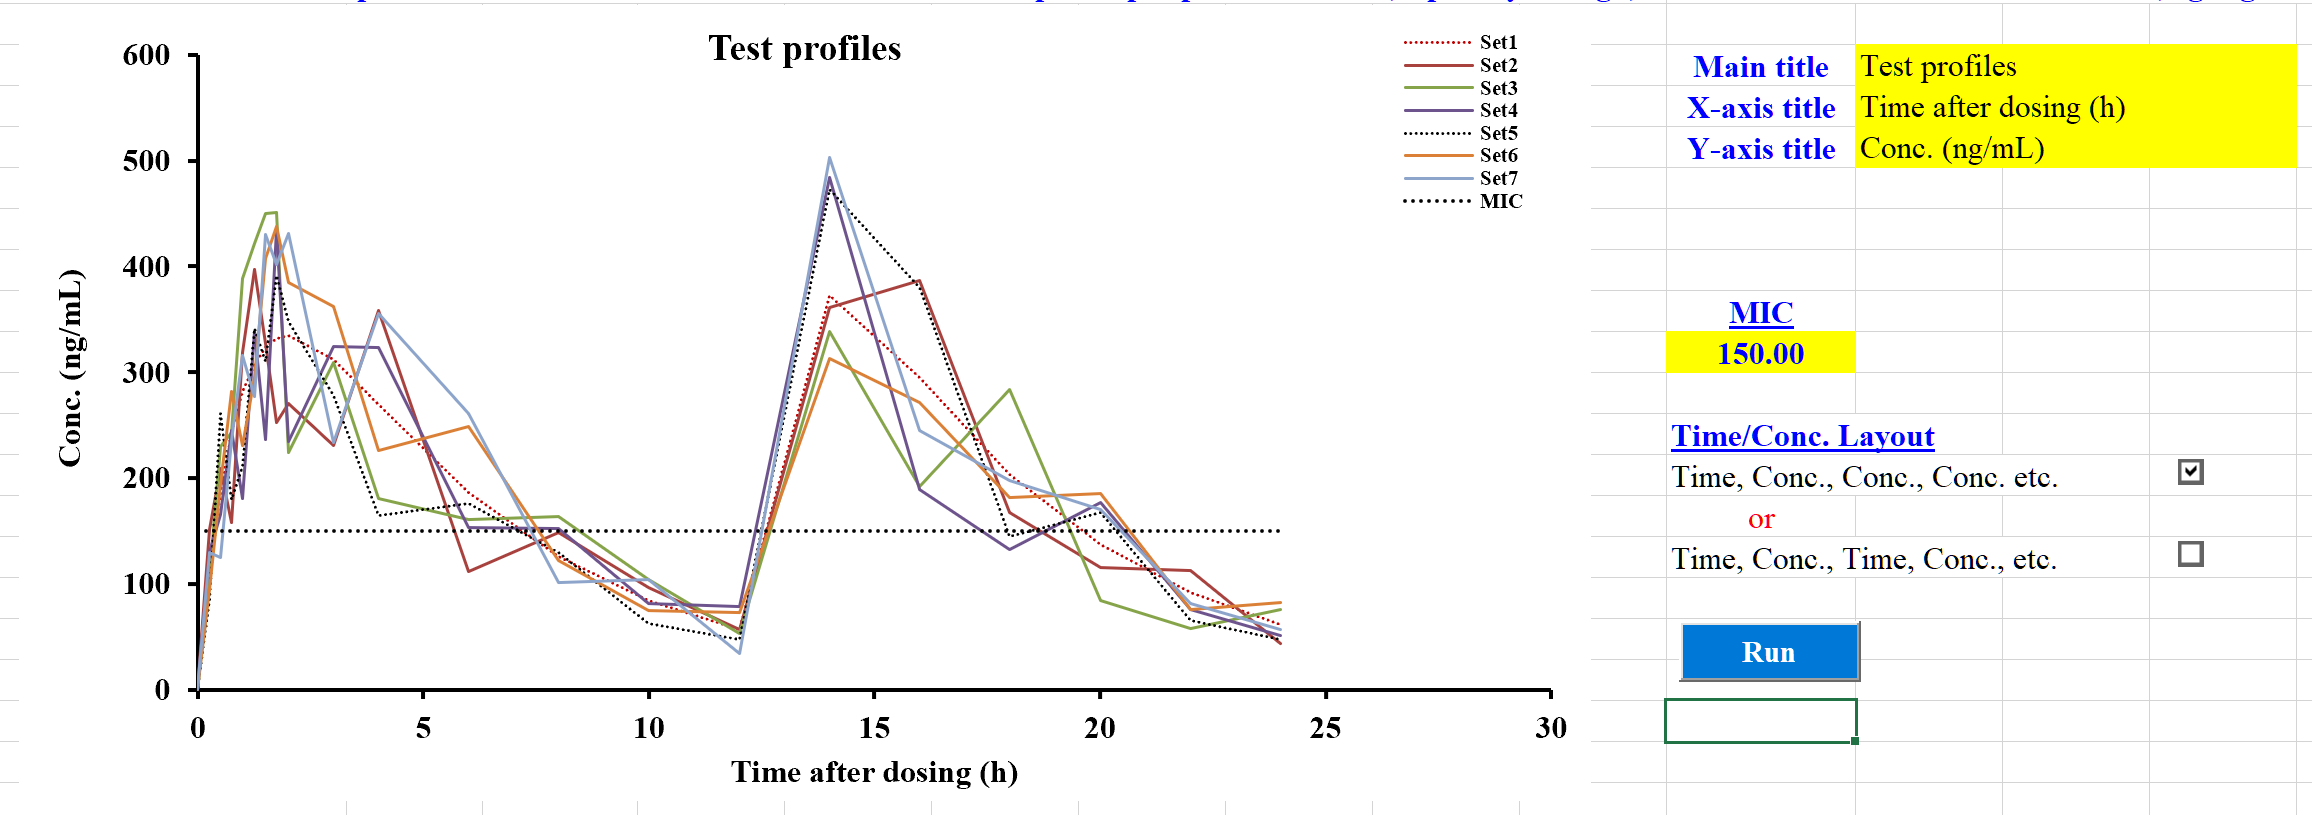 Test profiles
600
500
400
300
200
100
0
0 5 10 15 20 25 30
Conc. (ng/mL)
Time after dosing (h)
Set1
Set2
Set3
Set4
Set5
Set6
Set7
MIC
Main title Test profiles
X-axis title Time after dosing (h)
Y-axis title Conc. (ng/mL)
MIC
150.00
Time/Conc. Layout
Time, Conc., Conc., Conc. etc.
or
Time, Conc., Time, Conc., etc.
Run